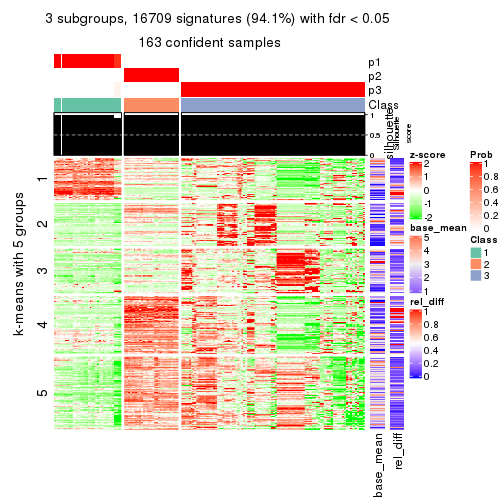 3 subgroups, 16709 signatures (94.1%) with fdr < 0.05
163 confident samples
p1
p2
p3
Class
1
0.5
0
silhouette
Silhouette
score
k-means with 5 groups
1
2
3
4
5
base_mean
rel_diff
z-score
2
1
0
-1
-2
base_mean
5
4
3
2
1
rel_diff
1
0.8
0.6
0.4
0.2
0
Prob
1
0.8
0.6
0.4
0.2
0
Class
1
2
3